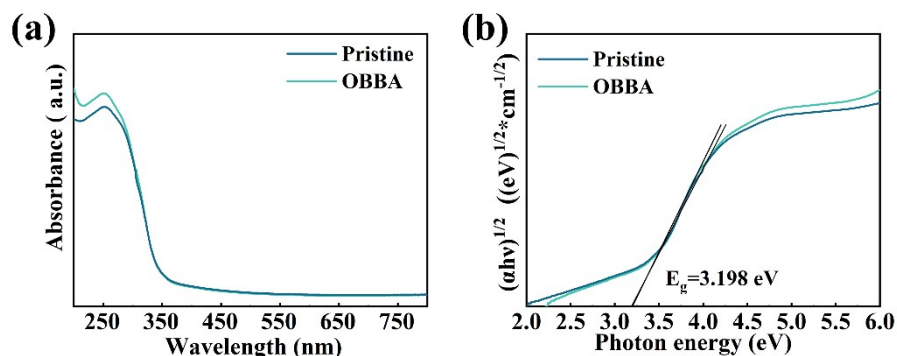 (a)
Pristine
OBBA
Absorbance ( a.u.)
250 350 450 550 650 750
Wavelength (nm)
(b)
Pristine
OBBA
(αhν)^1/2 ((eV)^1/2*cm^-1/2)
E_g=3.198 eV
2.0 2.5 3.0 3.5 4.0 4.5 5.0 5.5 6.0
Photon energy (eV)